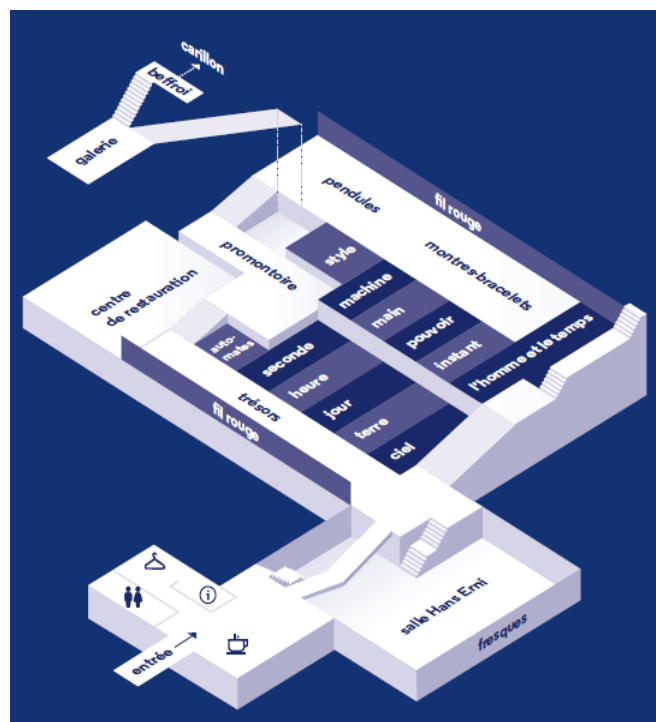 carillon
beffroi
galerie
pendules
fil rouge
montres-bracelets
promontoire
style
machine
main
pouvoir
instant
l'homme et le temps
centre
de restauration
auto-
mates
seconde
heure
jour
terre
ciel
trésors
fil rouge
i
entrée
salle Hans Erni
fresques